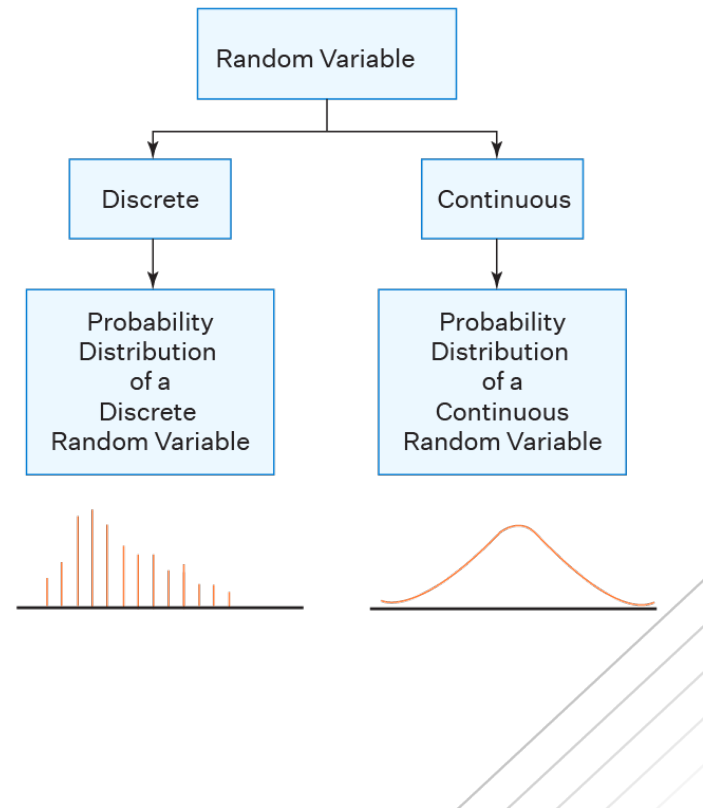 Random Variable
Discrete
Continuous
Probability
Distribution
of a
Discrete
Random Variable
Probability
Distribution
of a
Continuous
Random Variable